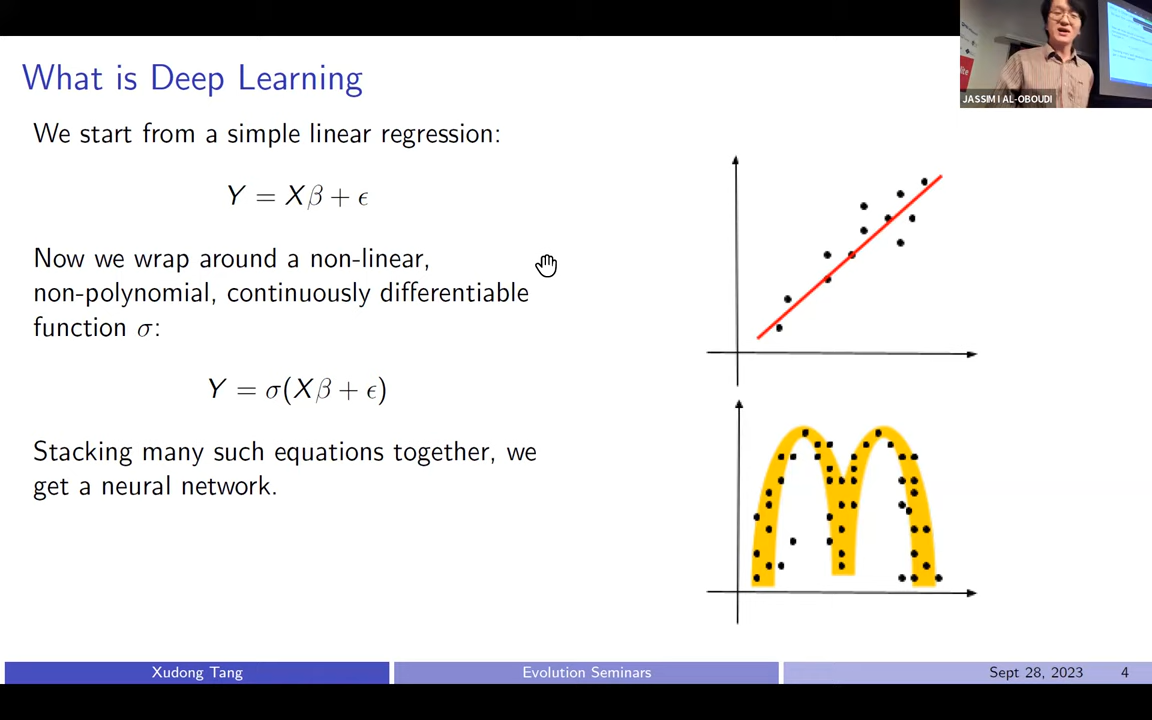 What is Deep Learning
We start from a simple linear regression:
Y = Xβ + ϵ
Now we wrap around a non-linear,
non-polynomial, continuously differentiable
function σ:
Y = σ(Xβ + ϵ)
Stacking many such equations together, we
get a neural network.
JASSIM I AL-OBOUDI
Xudong Tang
Evolution Seminars
Sept 28, 2023
4